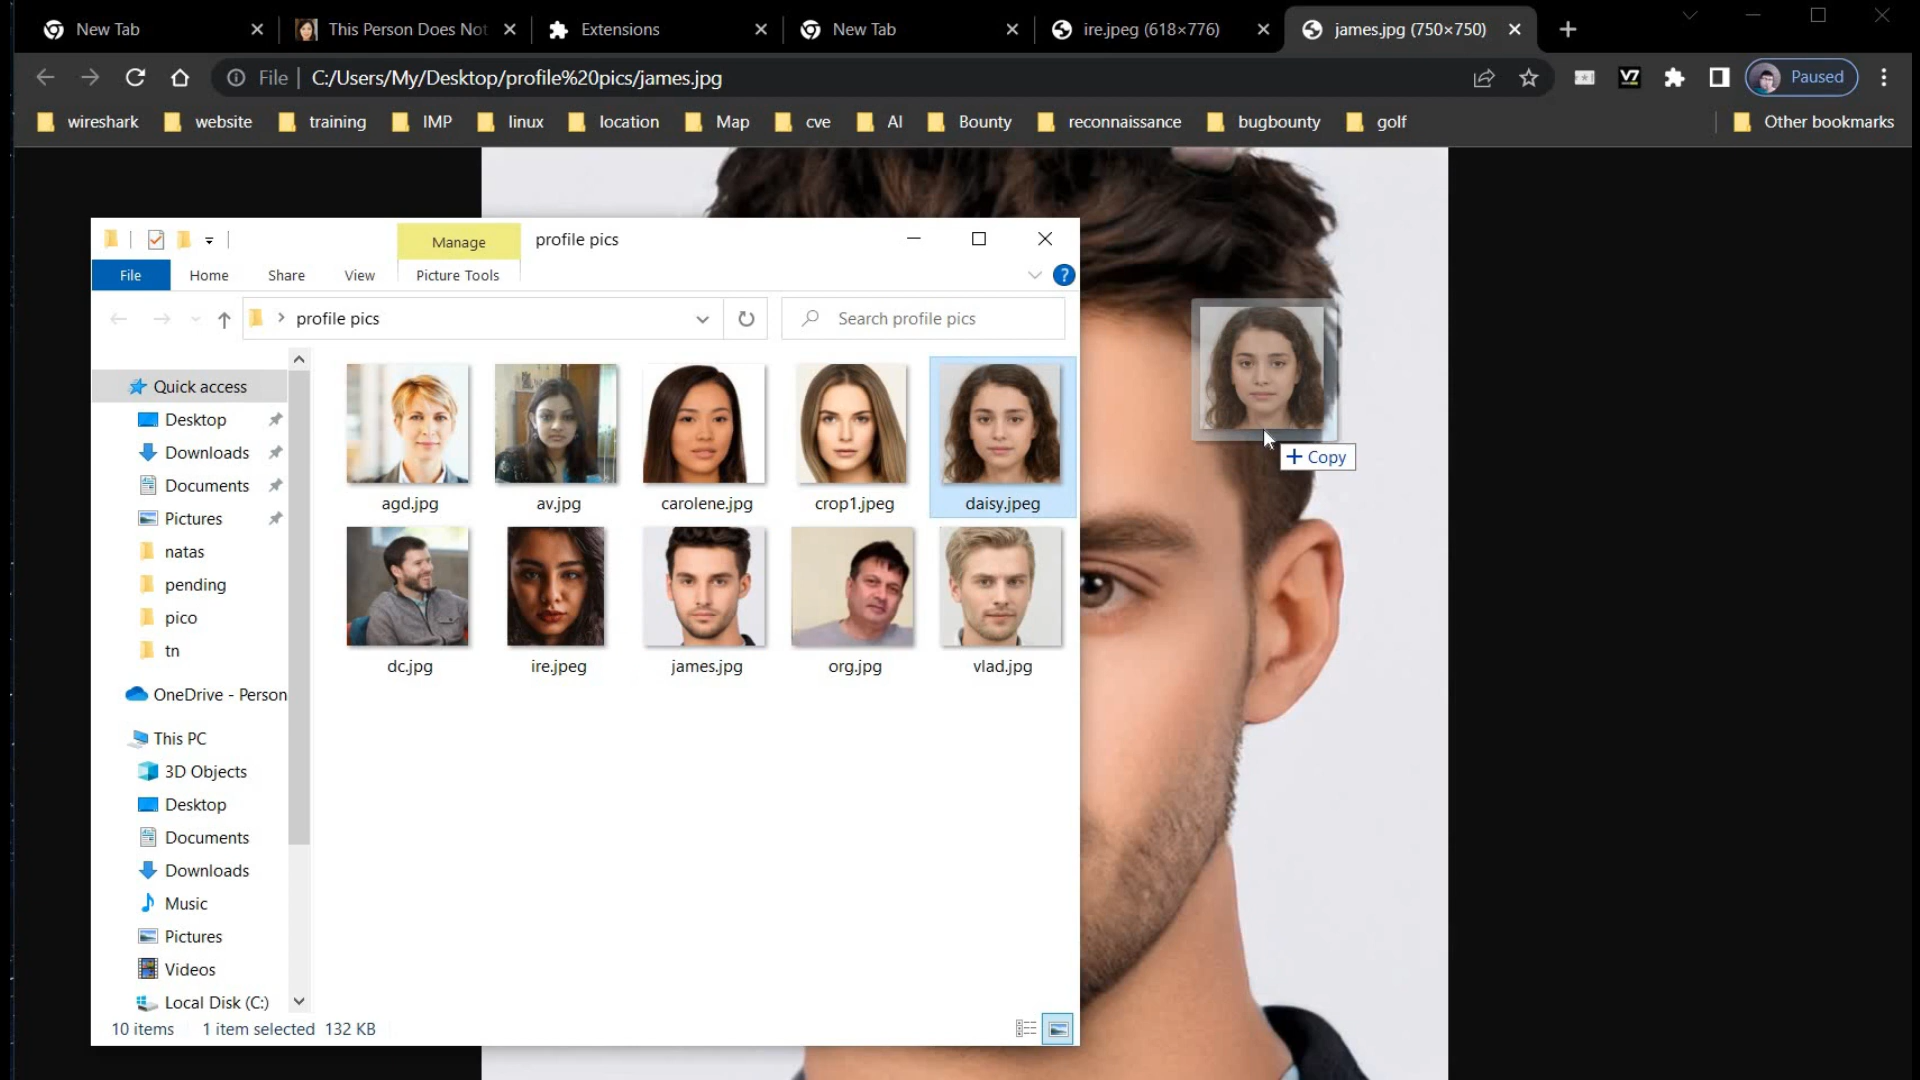 New Tab
This Person Does Not
Extensions
New Tab
ire.jpeg (618×776)
james.jpg (750×750)
File
C:/Users/My/Desktop/profile%20pics/james.jpg
V7
Paused
wireshark
website
training
IMP
linux
location
Map
cve
AI
Bounty
reconnaissance
bugbounty
golf
Other bookmarks
Manage
profile pics
File
Home
Share
View
Picture Tools
?
profile pics
Search profile pics
Quick access
Desktop
Downloads
Documents
Pictures
natas
pending
pico
tn
OneDrive - Person
This PC
3D Objects
Desktop
Documents
Downloads
Music
Pictures
Videos
Local Disk (C:)
agd.jpg
av.jpg
carolene.jpg
crop1.jpeg
daisy.jpeg
dc.jpg
ire.jpeg
james.jpg
org.jpg
vlad.jpg
+ Copy
10 items
1 item selected 132 KB